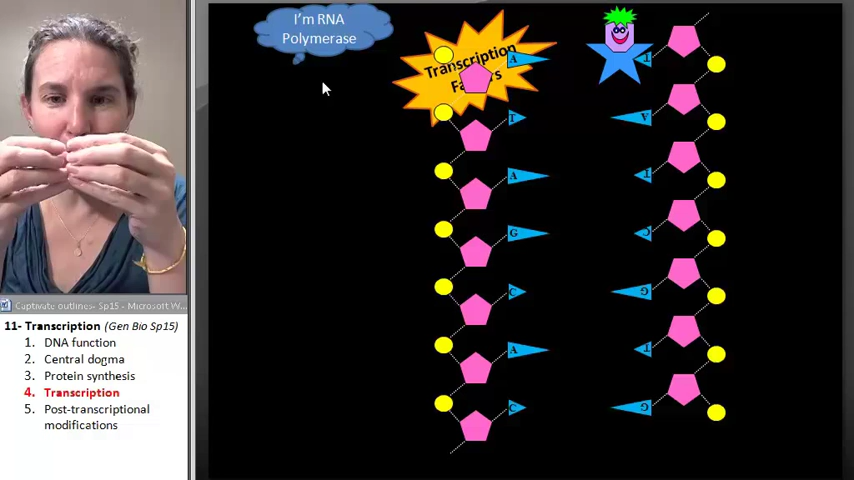 I'm RNA
Polymerase
Transcription
A
T
A
G
C
A
C
T
A
T
C
G
T
G
Captivate outlines- Sp15 - Microsoft W...
11- Transcription (Gen Bio Sp15)
1. DNA function
2. Central dogma
3. Protein synthesis
4. Transcription
5. Post-transcriptional
modifications